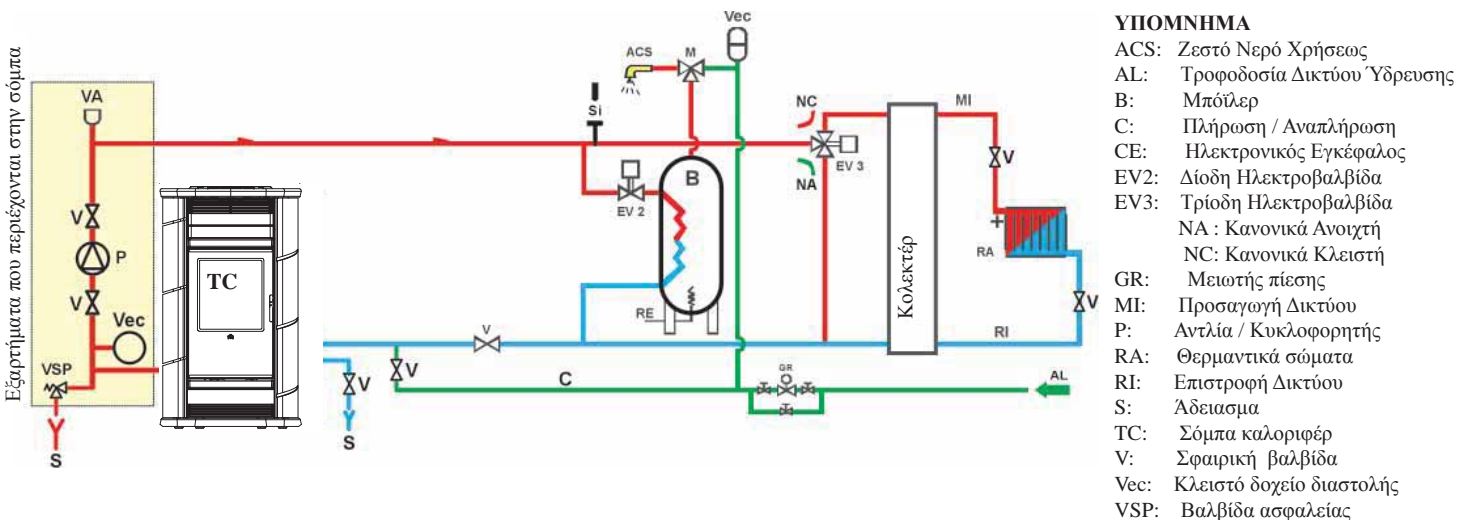 Εξαρτήματα που περιέχονται στην σόμπα
VA
V
P
V
Vec
VSP
S
TC
V
S
V
V
C
Si
ACS
M
Vec
EV 2
B
RE
NC
NA
EV 3
Κολεκτέρ
MI
V
RA
V
RI
GR
AL
ΥΠΟΜΝΗΜΑ
ACS: Ζεστό Νερό Χρήσεως
AL: Τροφοδοσία Δικτύου Ύδρευσης
B: Μπόϊλερ
C: Πλήρωση / Αναπλήρωση
CE: Ηλεκτρονικός Εγκέφαλος
EV2: Δίοδη Ηλεκτροβαλβίδα
EV3: Τρίοδη Ηλεκτροβαλβίδα
NA : Κανονικά Ανοιχτή
NC: Κανονικά Κλειστή
GR: Μειωτής πίεσης
MI: Προσαγωγή Δικτύου
P: Αντλία / Κυκλοφορητής
RA: Θερμαντικά σώματα
RI: Επιστροφή Δικτύου
S: Άδειασμα
TC: Σόμπα καλοριφέρ
V: Σφαιρική βαλβίδα
Vec: Κλειστό δοχείο διαστολής
VSP: Βαλβίδα ασφαλείας